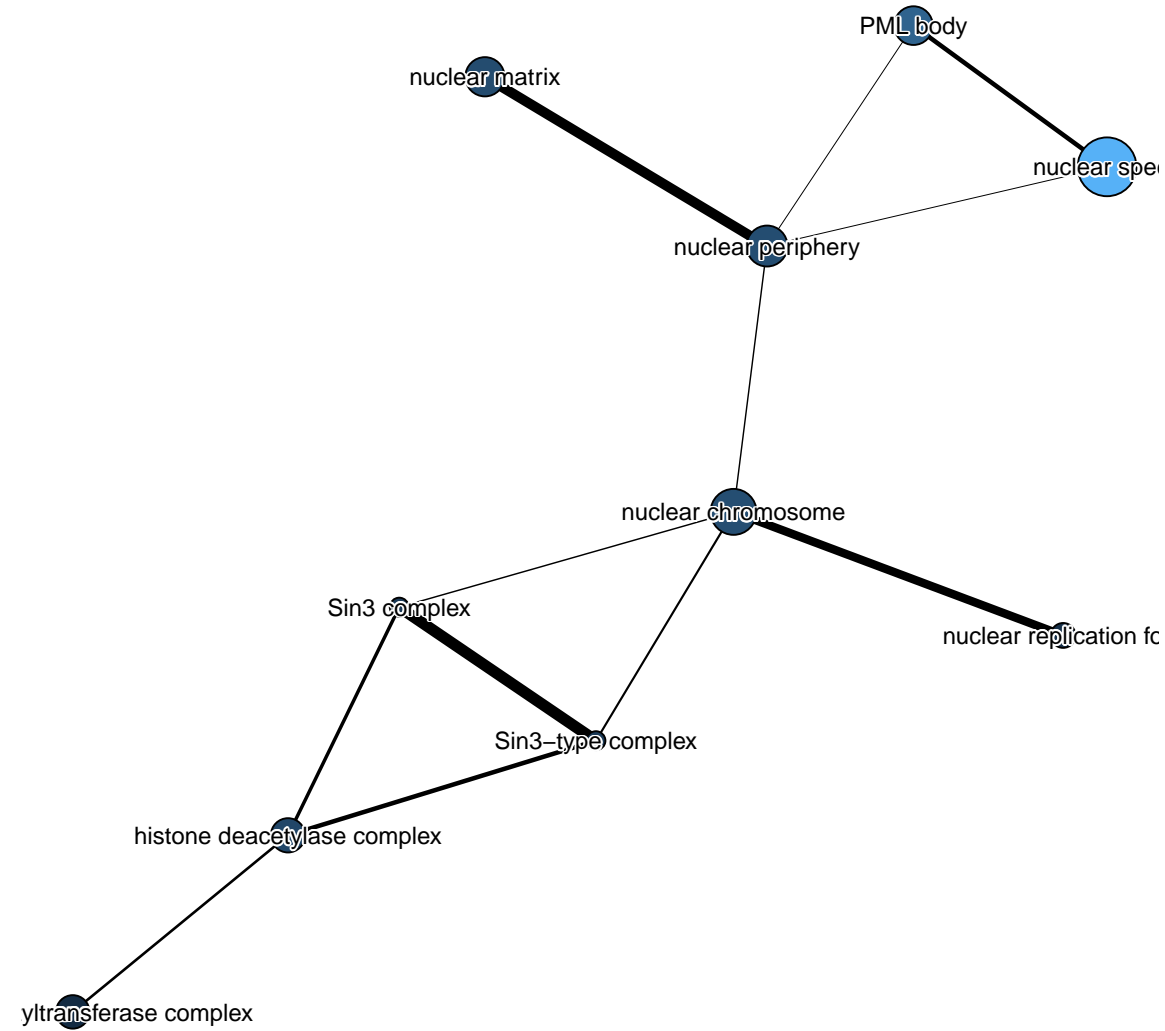 PML body
nuclear matrix
nuclear spe
nuclear periphery
nuclear chromosome
Sin3 complex
nuclear replication fo
Sin3−type complex
histone deacetylase complex
yltransferase complex